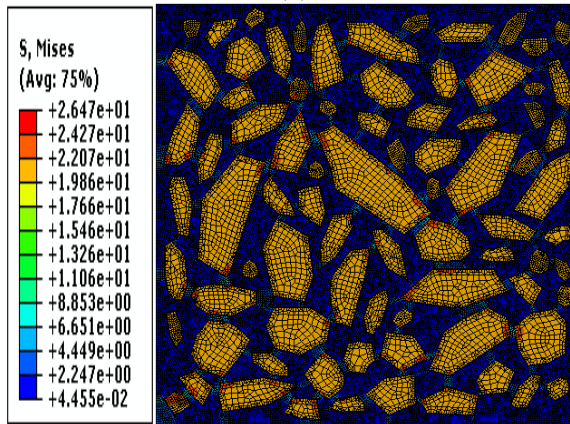 S, Mises
(Avg: 75%)
+2.647e+01
+2.427e+01
+2.207e+01
+1.986e+01
+1.766e+01
+1.546e+01
+1.326e+01
+1.106e+01
+8.853e+00
+6.651e+00
+4.449e+00
+2.247e+00
+4.455e-02